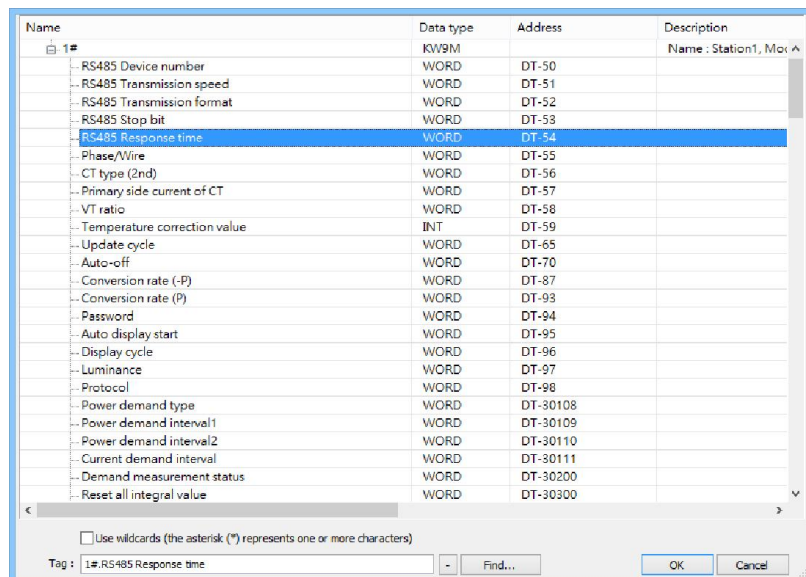 Name Data type Address Description
1# KW9M Name : Station1, Moc
RS485 Device number WORD DT-50
RS485 Transmission speed WORD DT-51
RS485 Transmission format WORD DT-52
RS485 Stop bit WORD DT-53
RS485 Response time WORD DT-54
Phase/Wire WORD DT-55
CT type (2nd) WORD DT-56
Primary side current of CT WORD DT-57
VT ratio WORD DT-58
Temperature correction value INT DT-59
Update cycle WORD DT-65
Auto-off WORD DT-70
Conversion rate (-P) WORD DT-87
Conversion rate (P) WORD DT-93
Password WORD DT-94
Auto display start WORD DT-95
Display cycle WORD DT-96
Luminance WORD DT-97
Protocol WORD DT-98
Power demand type WORD DT-30108
Power demand interval1 WORD DT-30109
Power demand interval2 WORD DT-30110
Current demand interval WORD DT-30111
Demand measurement status WORD DT-30200
Reset all integral value WORD DT-30300
Use wildcards (the asterisk (*) represents one or more characters)
Tag : 1#.RS485 Response time - Find... OK Cancel